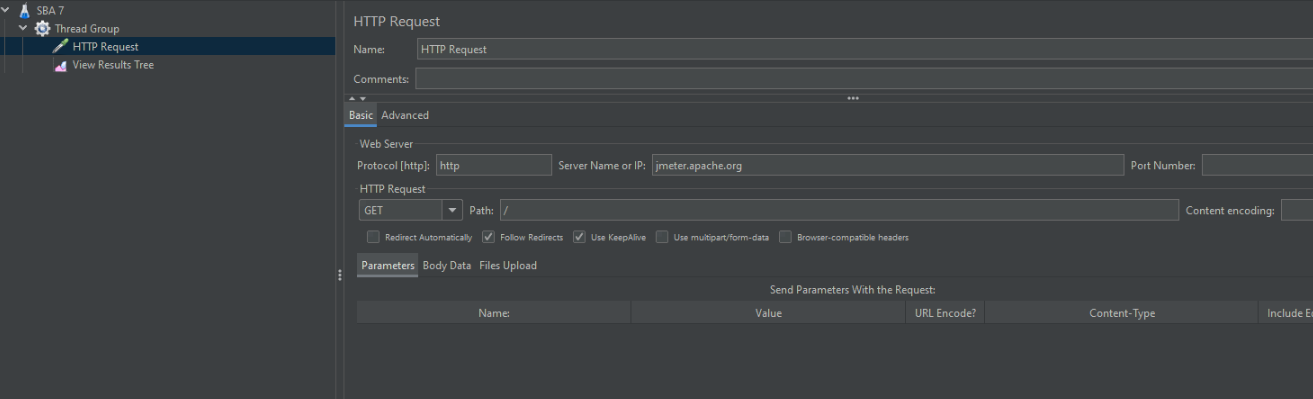 SBA 7
Thread Group
HTTP Request
View Results Tree
HTTP Request
Name: HTTP Request
Comments:
Basic Advanced
Web Server
Protocol [http]: http Server Name or IP: jmeter.apache.org Port Number:
HTTP Request
GET Path: / Content encoding:
Redirect Automatically Follow Redirects Use KeepAlive Use multipart/form-data Browser-compatible headers
Parameters Body Data Files Upload
Send Parameters With the Request:
Name: Value URL Encode? Content-Type Include E